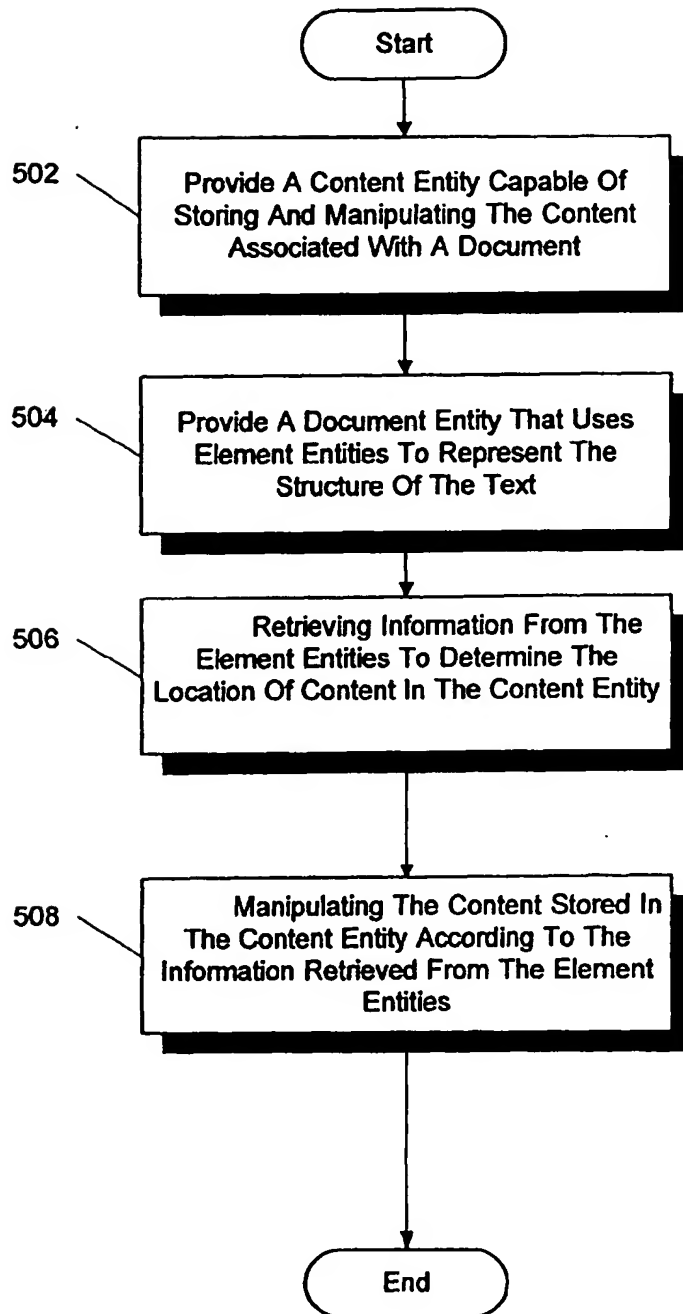 Start
502
Provide A Content Entity Capable Of
Storing And Manipulating The Content
Associated With A Document
504
Provide A Document Entity That Uses
Element Entities To Represent The
Structure Of The Text
506
Retrieving Information From The
Element Entities To Determine The
Location Of Content In The Content Entity
508
Manipulating The Content Stored In
The Content Entity According To The
Information Retrieved From The Element
Entities
End